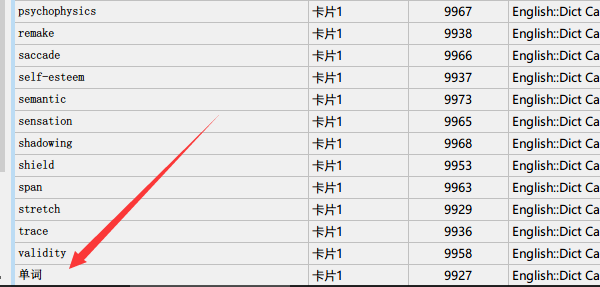 psychophysics 卡片1 9967 English::Dict Ca
remake 卡片1 9938 English::Dict Ca
saccade 卡片1 9966 English::Dict Ca
self-esteem 卡片1 9937 English::Dict Ca
semantic 卡片1 9973 English::Dict Ca
sensation 卡片1 9965 English::Dict Ca
shadowing 卡片1 9968 English::Dict Ca
shield 卡片1 9953 English::Dict Ca
span 卡片1 9963 English::Dict Ca
stretch 卡片1 9929 English::Dict Ca
trace 卡片1 9936 English::Dict Ca
validity 卡片1 9958 English::Dict Ca
单词 卡片1 9927 English::Dict Ca